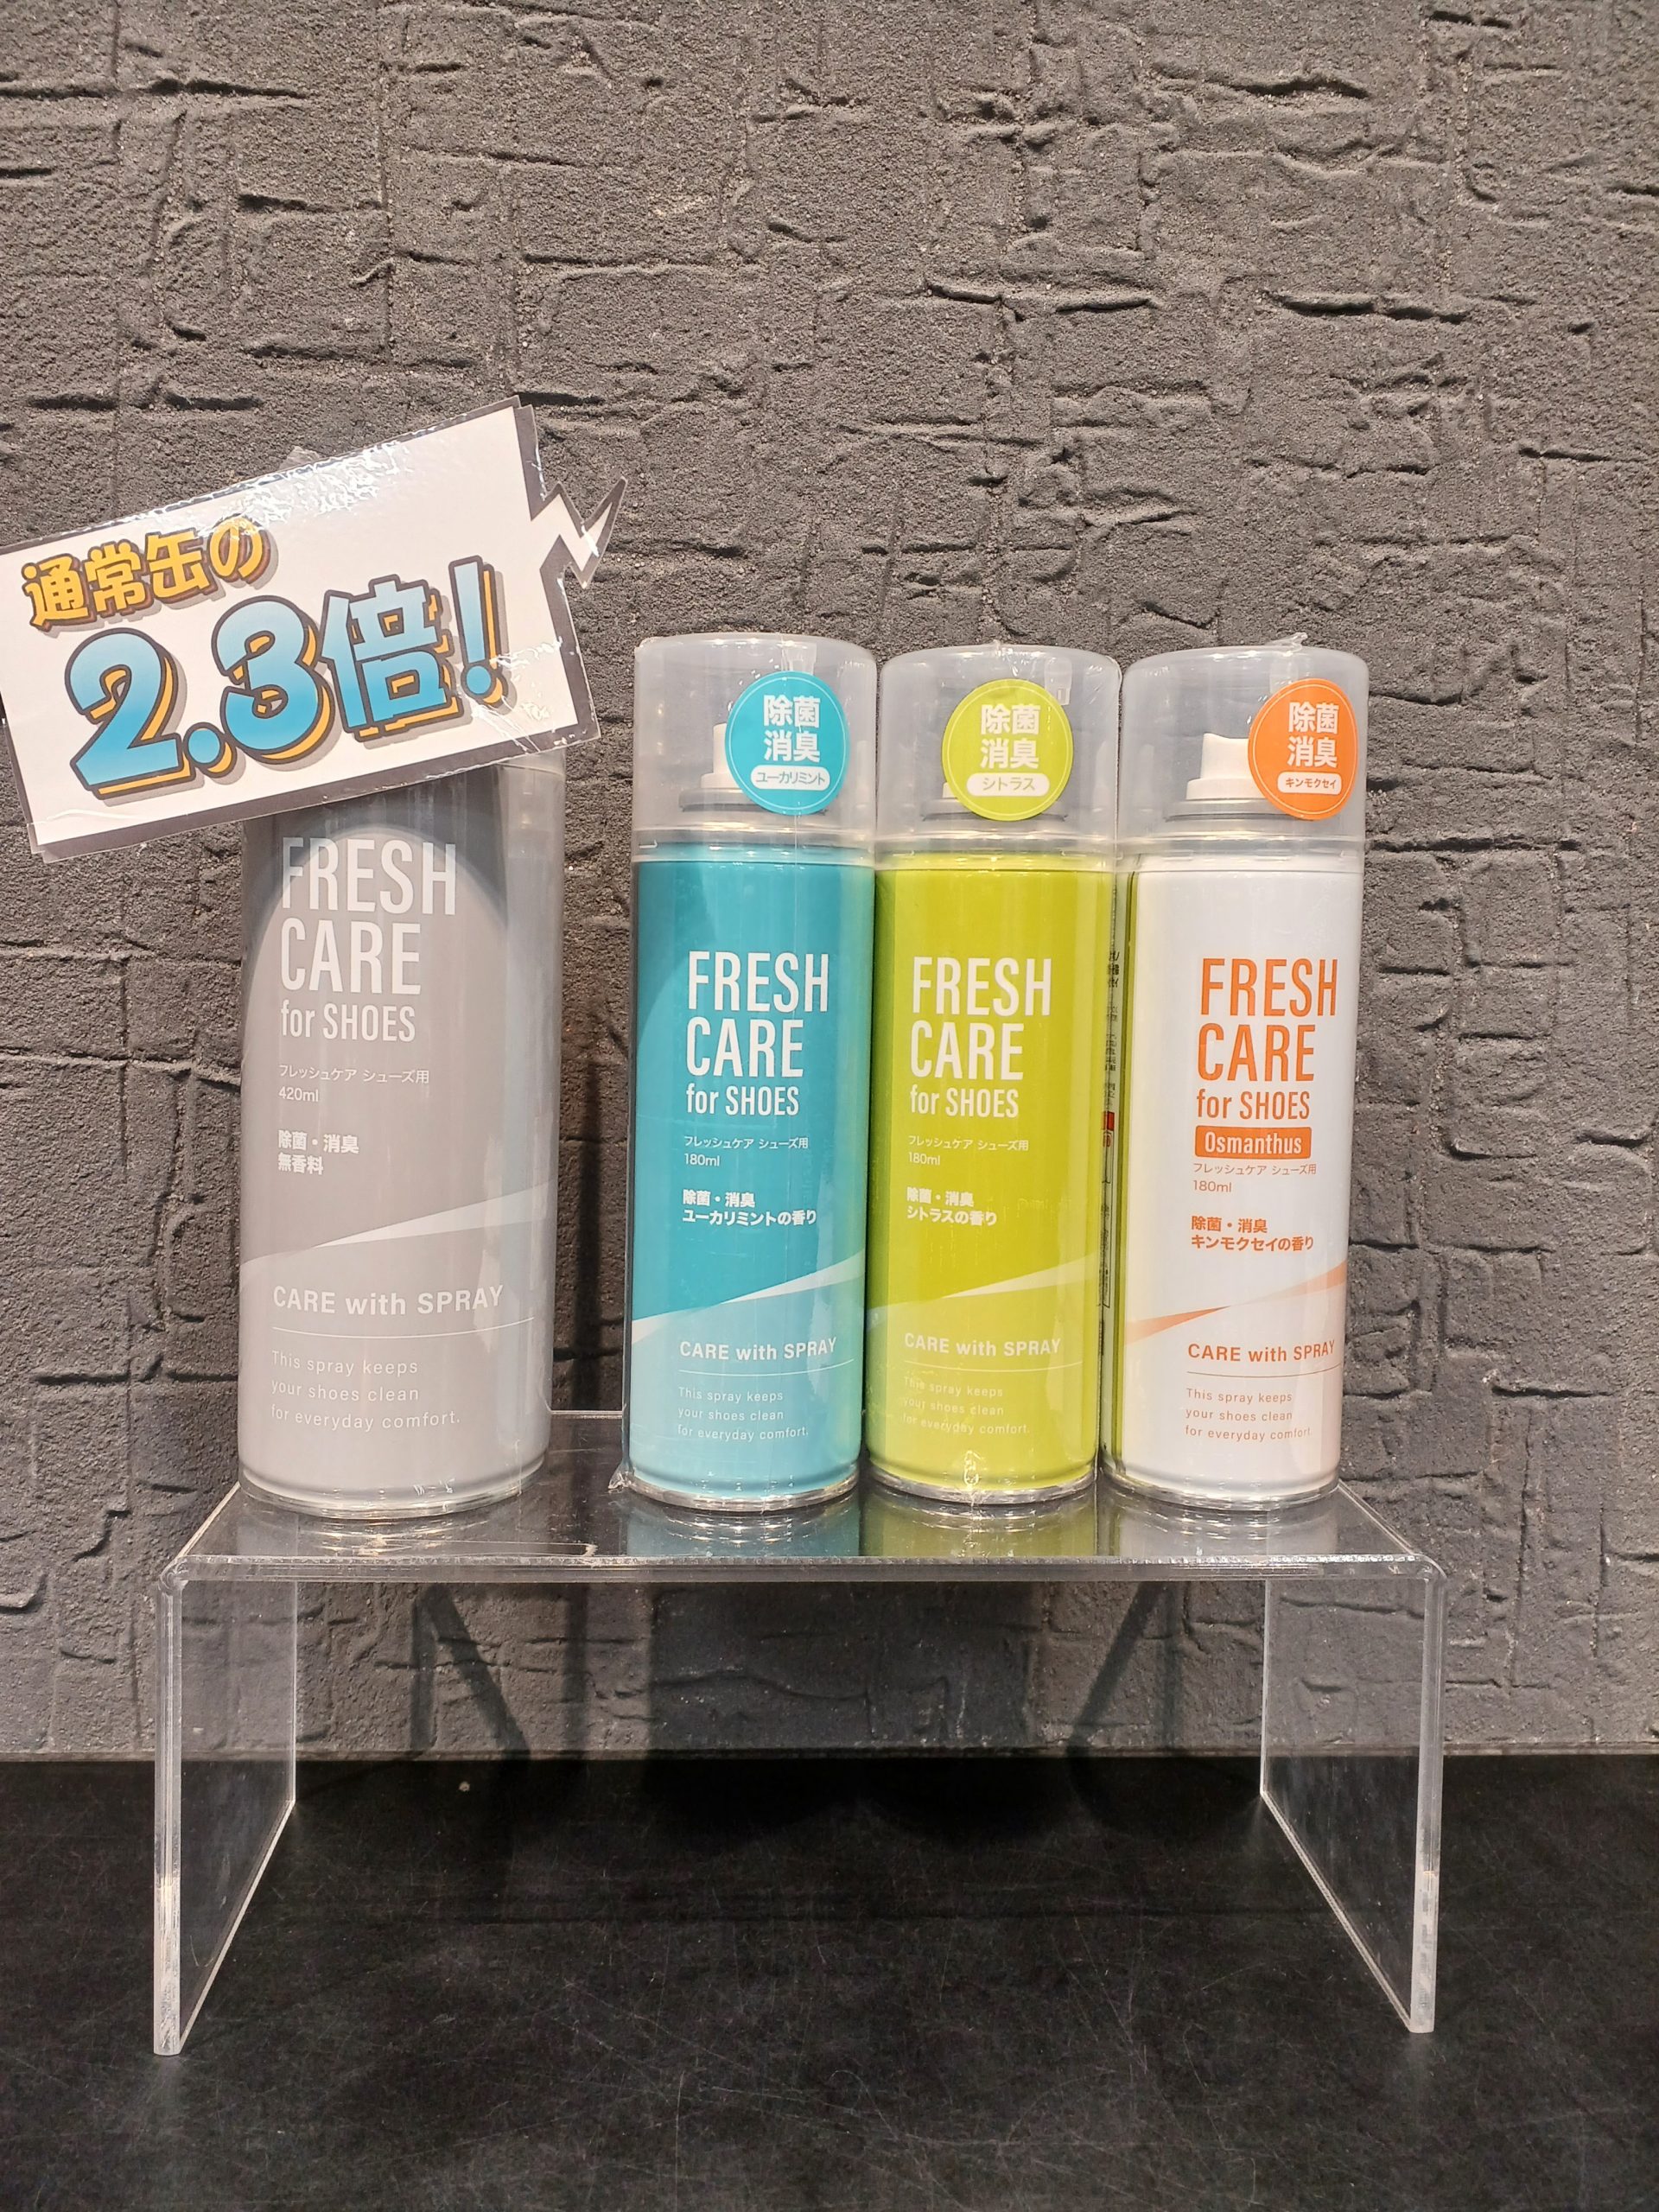 通常缶の
2.3倍!
FRESH
CARE
for SHOES
フレッシュケア シューズ用
420ml
除菌・消臭
無香料
CARE with SPRAY
This spray keeps
your shoes clean
for everyday comfort.
除菌
消臭
ユーカリミント
FRESH
CARE
for SHOES
フレッシュケア シューズ用
180ml
除菌・消臭
ユーカリミントの香り
CARE with SPRAY
This spray keeps
your shoes clean
for everyday comfort.
除菌
消臭
シトラス
FRESH
CARE
for SHOES
フレッシュケア シューズ用
180ml
除菌・消臭
シトラスの香り
CARE with SPRAY
This spray keeps
your shoes clean
for everyday comfort.
除菌
消臭
キンモクセイ
FRESH
CARE
for SHOES
Osmanthus
フレッシュケア シューズ用
180ml
除菌・消臭
キンモクセイの香り
CARE with SPRAY
This spray keeps
your shoes clean
for everyday comfort.